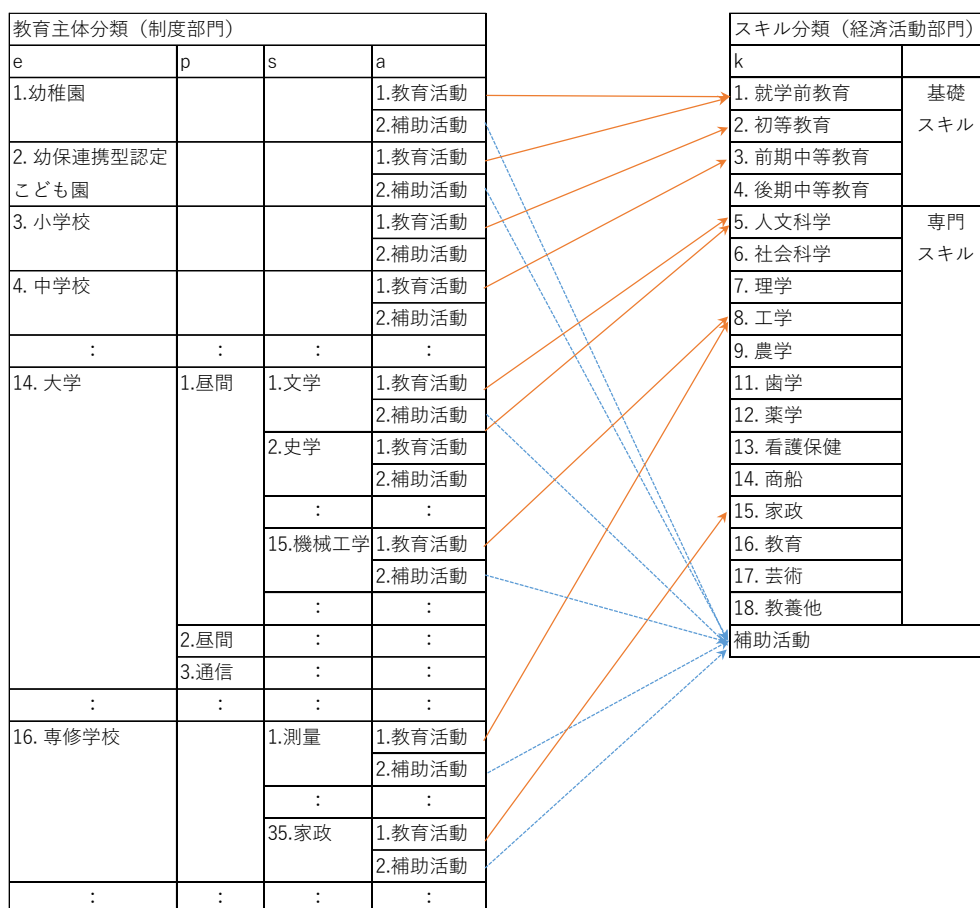 教育主体分類（制度部門）
e p s a
1.幼稚園 1.教育活動
2.補助活動
2. 幼保連携型認定 1.教育活動
こども園 2.補助活動
3. 小学校 1.教育活動
2.補助活動
4. 中学校 1.教育活動
2.補助活動
： ： ： ：
14. 大学 1.昼間 1.文学 1.教育活動
2.補助活動
2.史学 1.教育活動
2.補助活動
： ：
15.機械工学 1.教育活動
2.補助活動
： ：
2.昼間 ： ：
3.通信 ： ：
： ： ： ：
16. 専修学校 1.測量 1.教育活動
2.補助活動
： ：
35.家政 1.教育活動
2.補助活動
： ： ： ：
スキル分類（経済活動部門）
k
1. 就学前教育 基礎
2. 初等教育 スキル
3. 前期中等教育
4. 後期中等教育
5. 人文科学 専門
6. 社会科学 スキル
7. 理学
8. 工学
9. 農学
11. 歯学
12. 薬学
13. 看護保健
14. 商船
15. 家政
16. 教育
17. 芸術
18. 教養他
補助活動